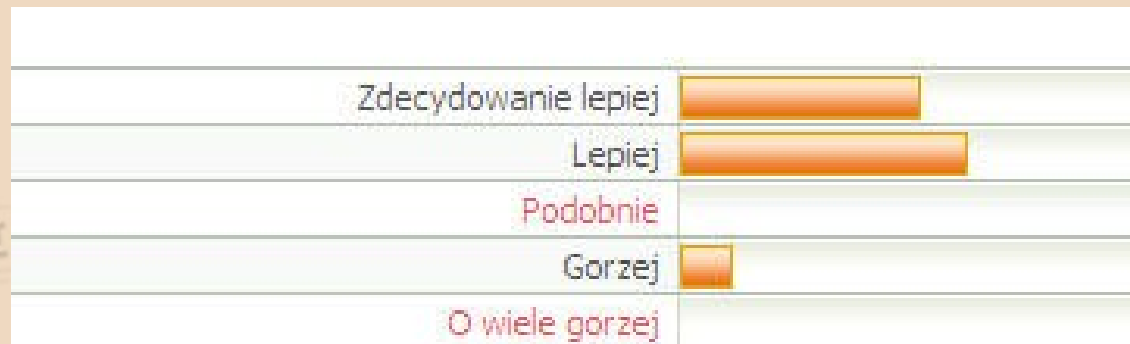 Zdecydowanie lepiej
Lepiej
Podobnie
Gorzej
O wiele gorzej